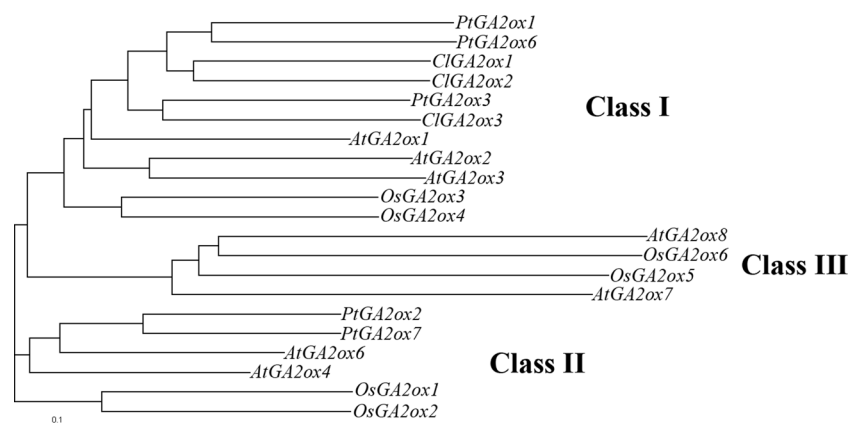 PtGA2ox1
PtGA2ox6
ClGA2ox1
ClGA2ox2
PtGA2ox3
Class I
ClGA2ox3
AtGA2ox1
AtGA2ox2
AtGA2ox3
OsGA2ox3
OsGA2ox4
AtGA2ox8
OsGA2ox6
Class III
OsGA2ox5
AtGA2ox7
PtGA2ox2
PtGA2ox7
AtGA2ox6
Class II
AtGA2ox4
OsGA2ox1
OsGA2ox2
0.1